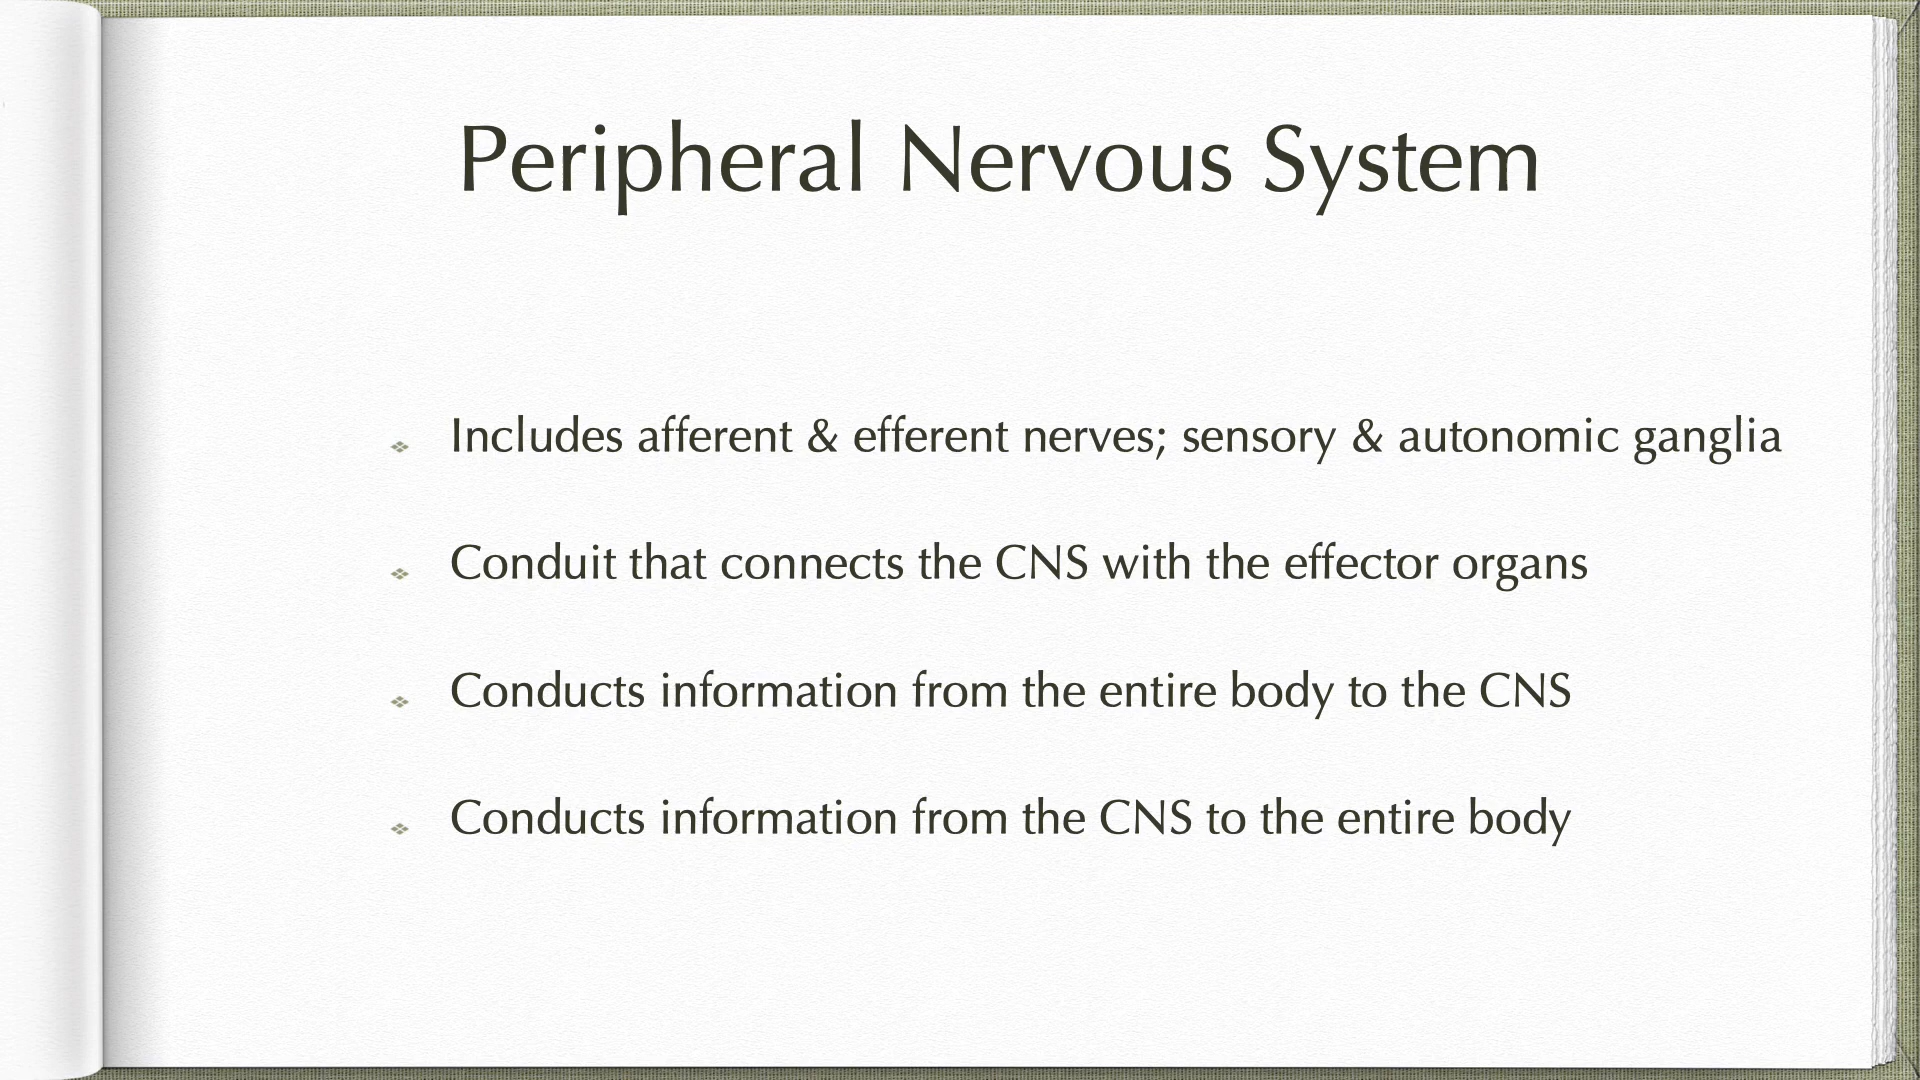 Peripheral Nervous System
Includes afferent & efferent nerves; sensory & autonomic ganglia
Conduit that connects the CNS with the effector organs
Conducts information from the entire body to the CNS
Conducts information from the CNS to the entire body